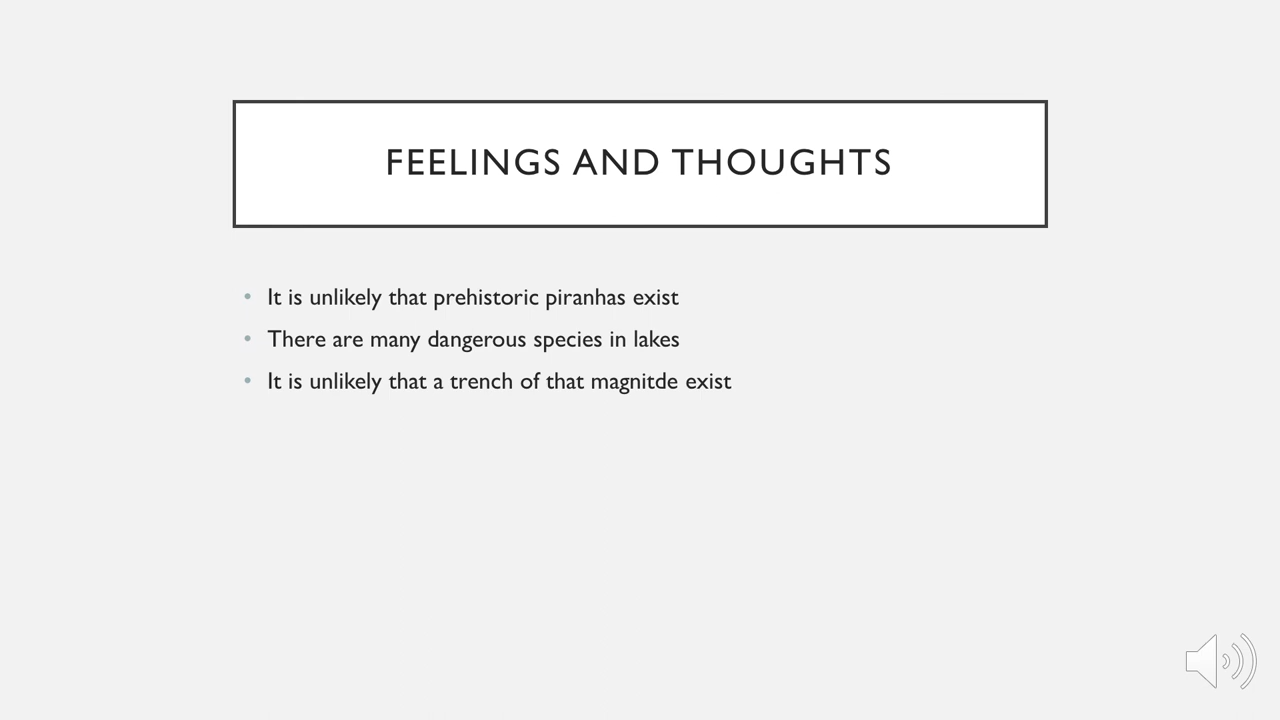 FEELINGS AND THOUGHTS
• It is unlikely that prehistoric piranhas exist
• There are many dangerous species in lakes
• It is unlikely that a trench of that magnitde exist